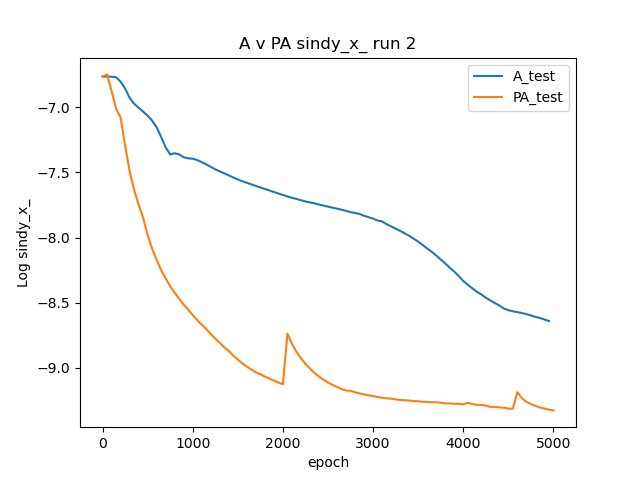 A v PA sindy_x_ run 2
A_test
PA_test
Log sindy_x_
−7.0
−7.5
−8.0
−8.5
−9.0
0 1000 2000 3000 4000 5000
epoch